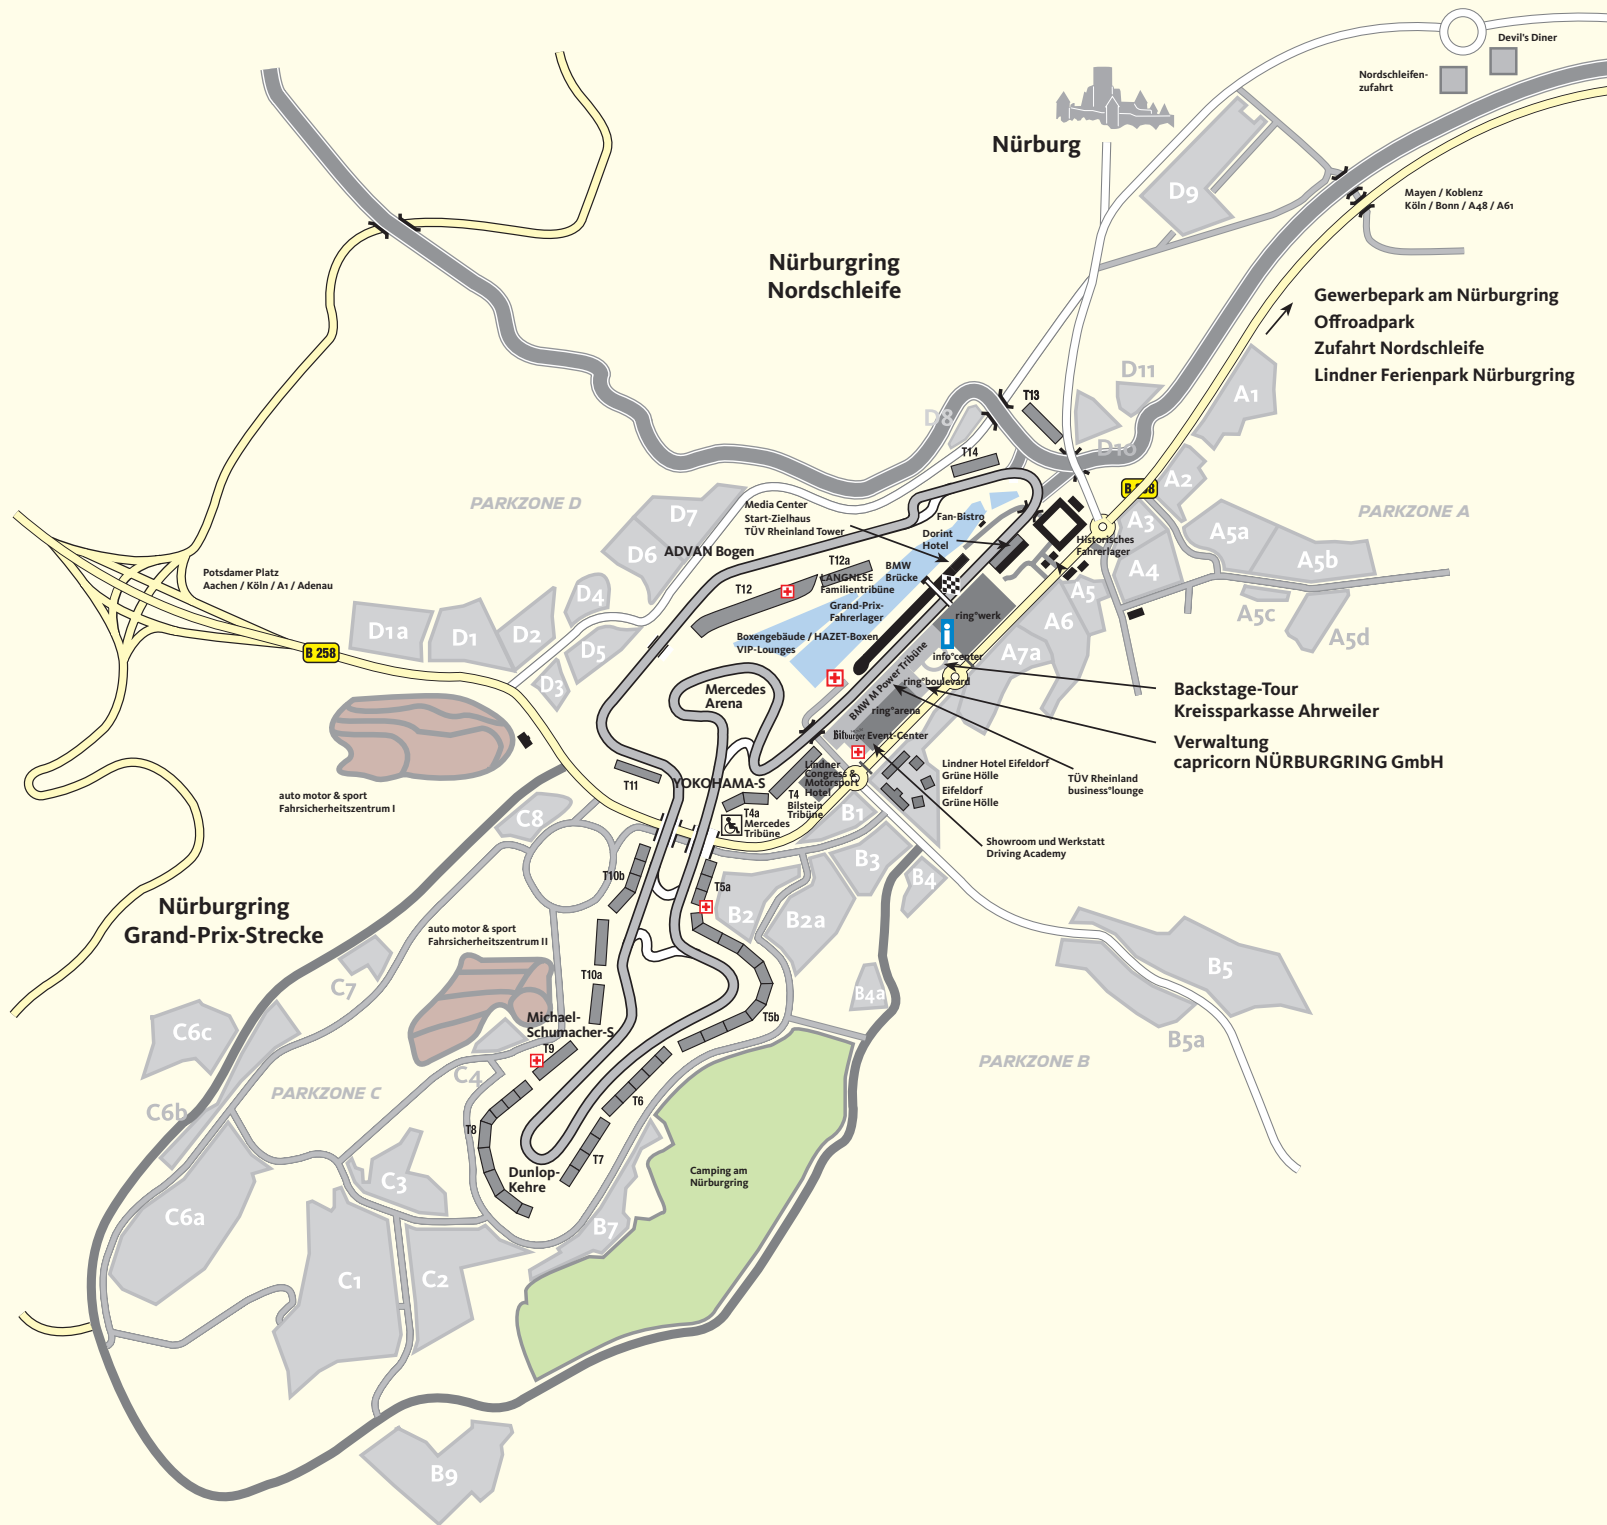 Devil's Diner
Nordschleifen-
zufahrt
Nürburg
D9
Mayen / Koblenz
Köln / Bonn / A48 / A61
Nürburgring
Nordschleife
Gewerbepark am Nürburgring
Offroadpark
Zufahrt Nordschleife
Lindner Ferienpark Nürburgring
D11
A1
T13
D8
D10
T14
A2
B 258
PARKZONE D
PARKZONE A
D7
Media Center
Start-Zielhaus
TÜV Rheinland Tower
Fan-Bistro
Dorint
Hotel
A3
Historisches
Fahrerlager
A5a
A5b
D6
ADVAN Bogen
T12a
T12
LANGNESE
Familientribüne
BMW
Brücke
Grand-Prix-
Fahrerlager
A4
A5
A5c
A5d
A6
Potsdamer Platz
Aachen / Köln / A1 / Adenau
D4
D1a
D1
D2
D5
D3
B 258
Boxengebäude / HAZET-Boxen
VIP-Lounges
ring°werk
info°center
A7a
ring°boulevard
BMW M Power Tribüne
ring°arena
Bitburger Event-Center
Mercedes
Arena
Backstage-Tour
Kreissparkasse Ahrweiler
Verwaltung
capricorn NÜRBURGRING GmbH
Lindner Hotel Eifeldorf
Grüne Hölle
Eifeldorf
Grüne Hölle
TÜV Rheinland
business°lounge
Lindner
Congress &
Motorsport
Hotel
T11
YOKOHAMA-S
T4
Bilstein
Tribüne
T4a
Mercedes
Tribüne
auto motor & sport
Fahrsicherheitszentrum I
C8
B1
Showroom und Werkstatt
Driving Academy
B3
B4
T10b
T5a
B2
B2a
Nürburgring
Grand-Prix-Strecke
auto motor & sport
Fahrsicherheitszentrum II
T10a
C7
B5
B4a
T5b
B5a
C6c
Michael-
Schumacher-S
T9
C4
PARKZONE B
PARKZONE C
C6b
T6
T8
T7
Dunlop-
Kehre
Camping am
Nürburgring
C3
C6a
B7
C1
C2
B9